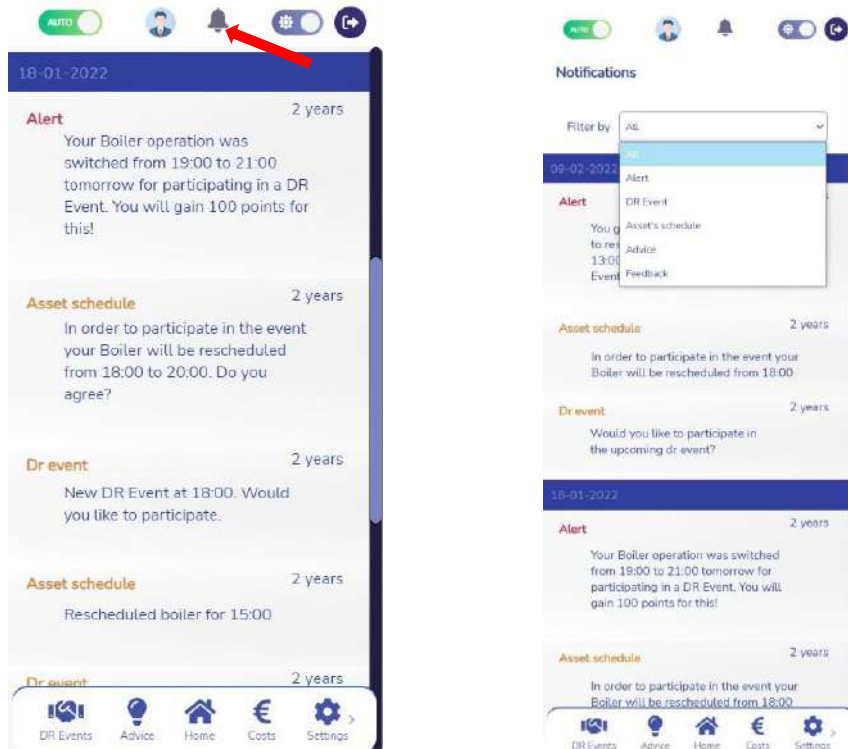 AUTO
18-01-2022
Alert
2 years
Your Boiler operation was
switched from 19:00 to 21:00
tomorrow for participating in a DR
Event. You will gain 100 points for
this!
Asset schedule
2 years
In order to participate in the event
your Boiler will be rescheduled
from 18:00 to 20:00. Do you
agree?
Dr event
2 years
New DR Event at 18:00. Would
you like to participate.
Asset schedule
2 years
Rescheduled boiler for 15:00
Dr event
2 years
DR Events
Advice
Home
Costs
Settings
AUTO
Notifications
Filter by
All
All
09-02-2022
Alert
DR Event
Alert
Asset's schedule
You g
to re
Advice
13:00
Event
Feedback
Asset schedule
2 years
In order to participate in the event your
Boiler will be rescheduled from 18:00
Dr event
2 years
Would you like to participate in
the upcoming dr event?
18-01-2022
Alert
2 years
Your Boiler operation was switched
from 19:00 to 21:00 tomorrow for
participating in a DR Event. You will
gain 100 points for this!
Asset schedule
2 years
In order to participate in the event your
Boiler will be rescheduled from 18:00
DR Events
Advice
Home
Costs
Settings